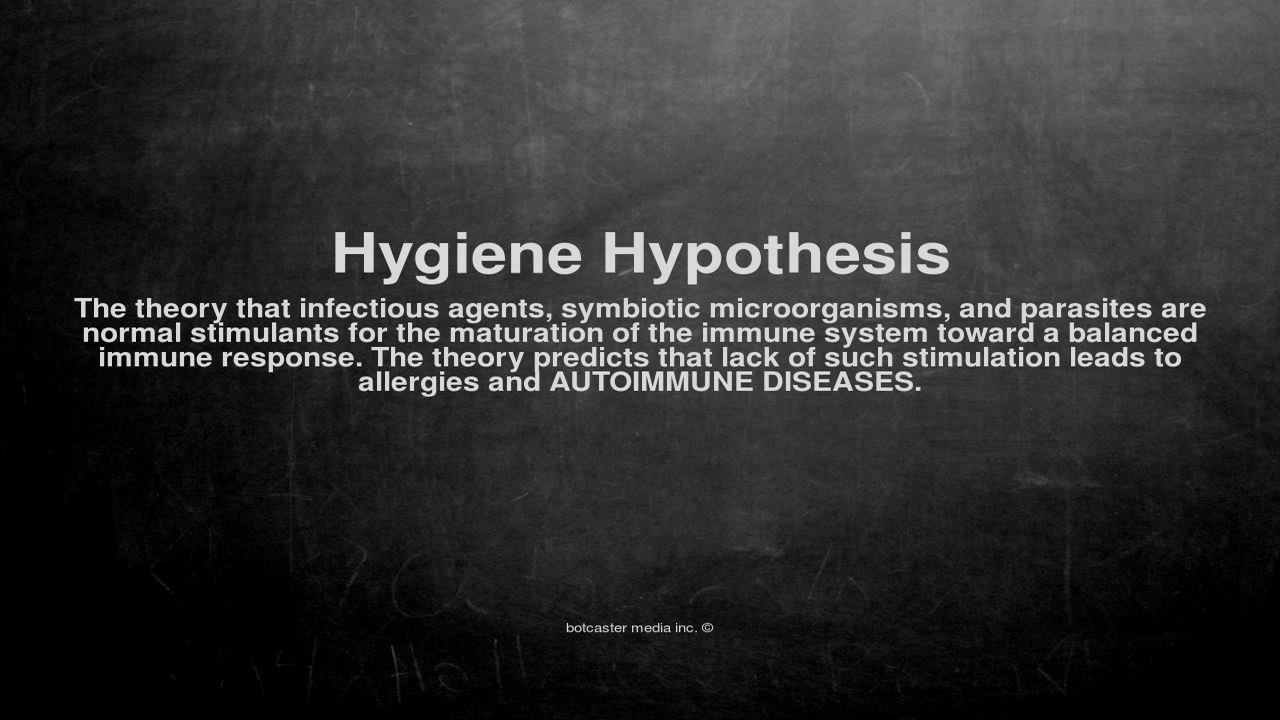 Hygiene Hypothesis
The theory that infectious agents, symbiotic microorganisms, and parasites are
normal stimulants for the maturation of the immune system toward a balanced
immune response. The theory predicts that lack of such stimulation leads to
allergies and AUTOIMMUNE DISEASES.
botcaster media inc. ©